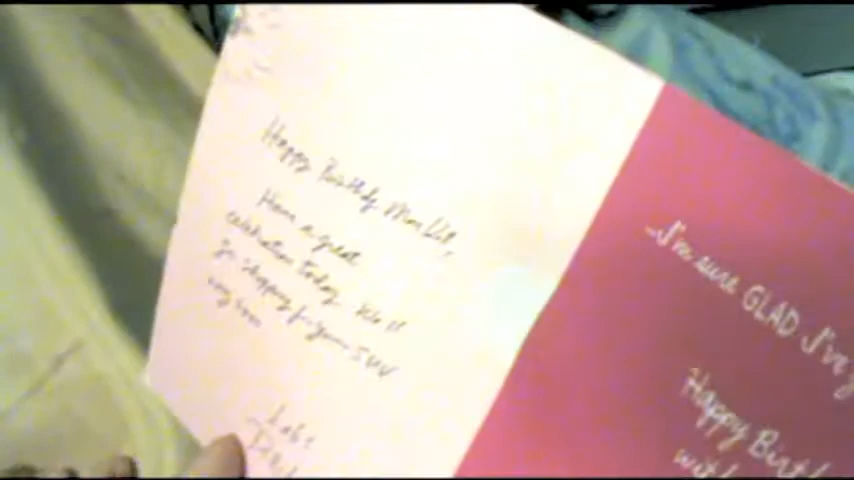 Happy Birthday
Have a great
celebration today. We'll
go shopping for your SUV
very soon
Love
...I'm sure GLAD I've
Happy Birth
with